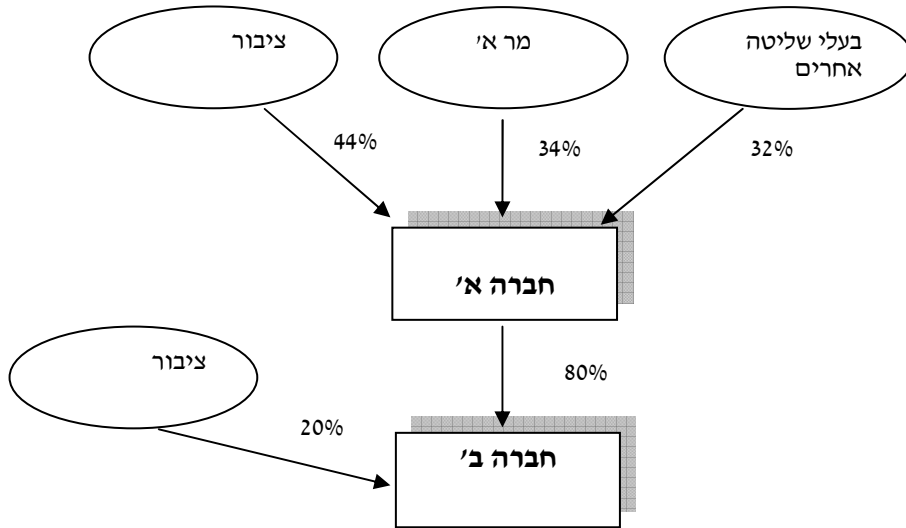 בעלי שליטה
אחרים
מר א'
ציבור
32%
34%
44%
חברה א'
80%
ציבור
20%
חברה ב'